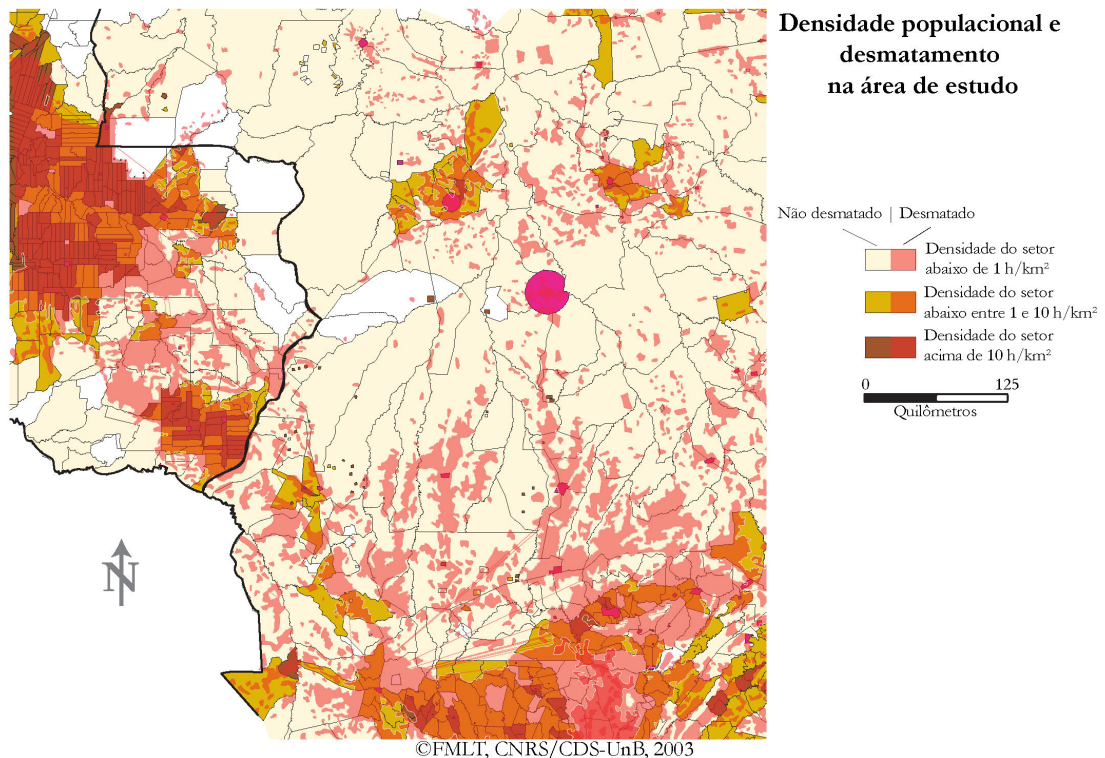 Densidade populacional e
desmatamento
na área de estudo
Não desmatado | Desmatado
Densidade do setor
abaixo de 1 h/km²
Densidade do setor
abaixo entre 1 e 10 h/km²
Densidade do setor
acima de 10 h/km²
0 125
Quilômetros
N
©FMLT, CNRS/CDS-UnB, 2003